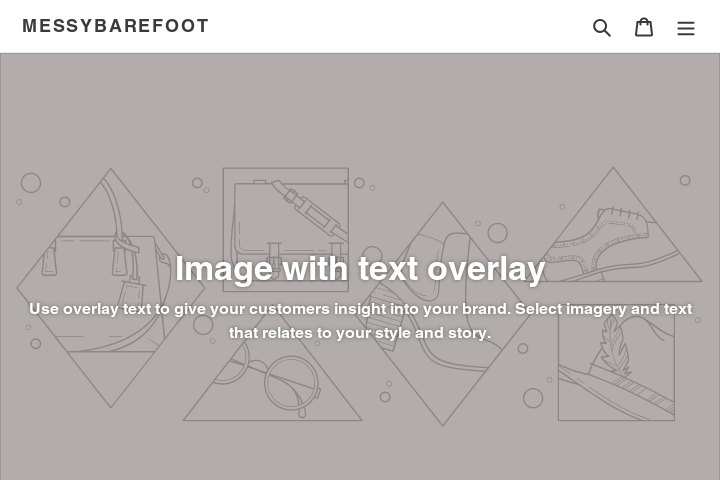 MESSYBAREFOOT
Image with text overlay
Use overlay text to give your customers insight into your brand. Select imagery and text
that relates to your style and story.